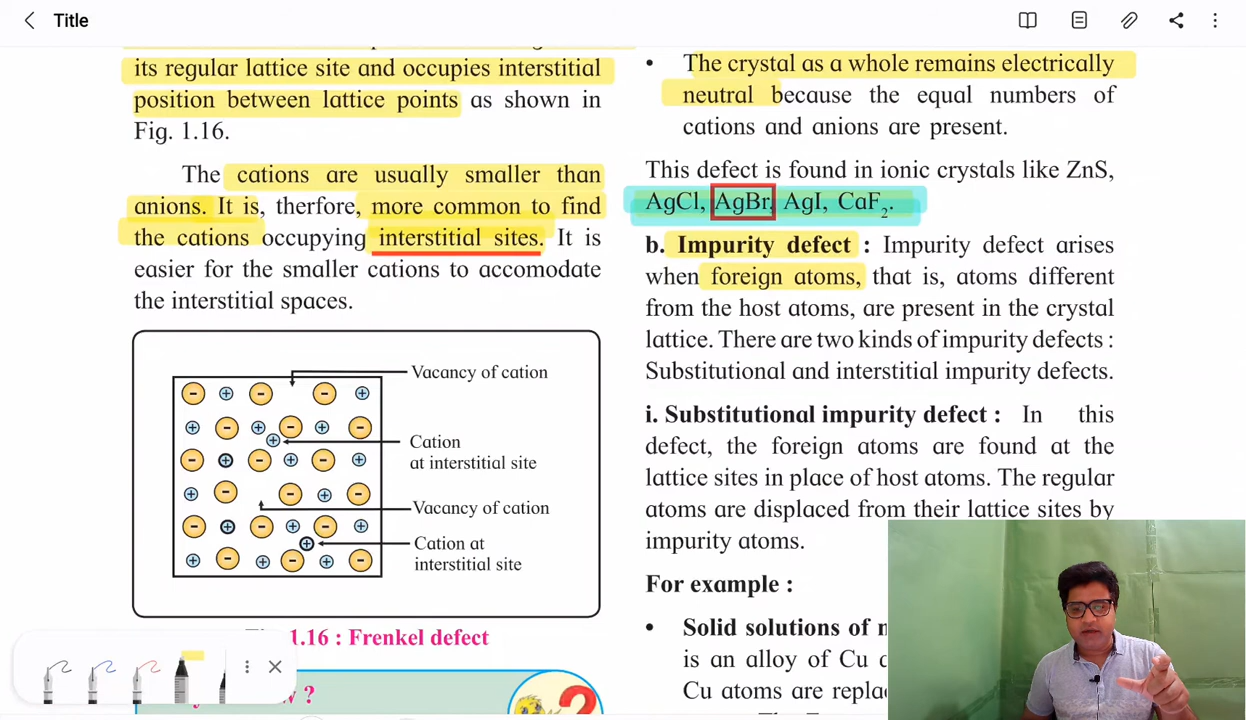 Title
its regular lattice site and occupies interstitial
position between lattice points as shown in
Fig. 1.16.
The cations are usually smaller than
anions. It is, therfore, more common to find
the cations occupying interstitial sites. It is
easier for the smaller cations to accomodate
the interstitial spaces.
Vacancy of cation
Cation
at interstitial site
Vacancy of cation
Cation at
interstitial site
1.16 : Frenkel defect
?
• The crystal as a whole remains electrically
neutral because the equal numbers of
cations and anions are present.
This defect is found in ionic crystals like ZnS,
AgCl, AgBr, AgI, CaF₂.
b. Impurity defect : Impurity defect arises
when foreign atoms, that is, atoms different
from the host atoms, are present in the crystal
lattice. There are two kinds of impurity defects :
Substitutional and interstitial impurity defects.
i. Substitutional impurity defect : In this
defect, the foreign atoms are found at the
lattice sites in place of host atoms. The regular
atoms are displaced from their lattice sites by
impurity atoms.
For example :
• Solid solutions of
is an alloy of Cu
Cu atoms are